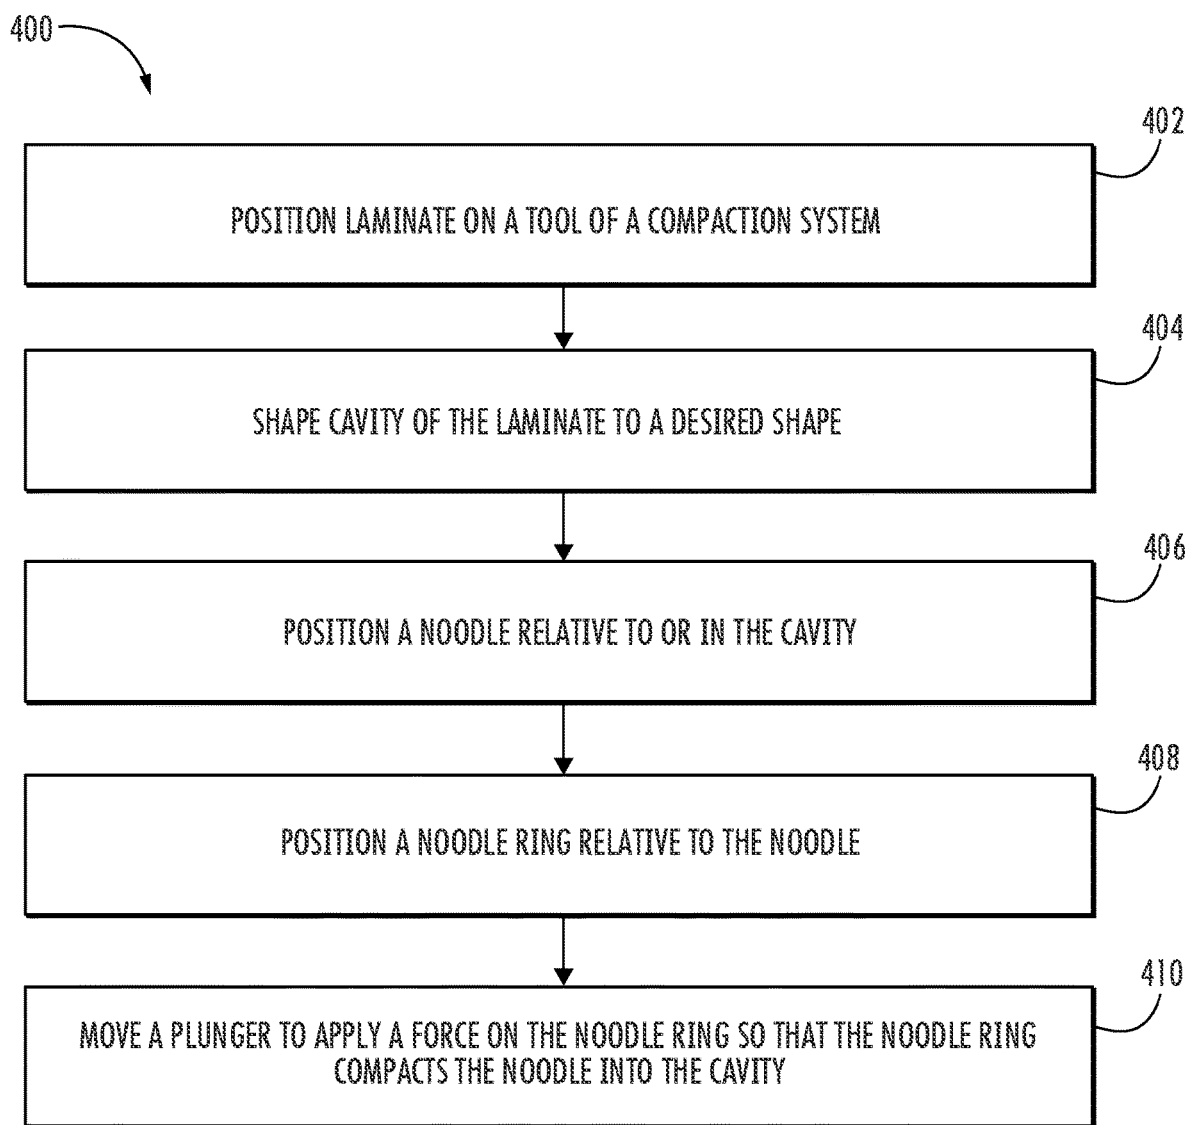 400
402
POSITION LAMINATE ON A TOOL OF A COMPACTION SYSTEM
404
SHAPE CAVITY OF THE LAMINATE TO A DESIRED SHAPE
406
POSITION A NOODLE RELATIVE TO OR IN THE CAVITY
408
POSITION A NOODLE RING RELATIVE TO THE NOODLE
410
MOVE A PLUNGER TO APPLY A FORCE ON THE NOODLE RING SO THAT THE NOODLE RING
COMPACTS THE NOODLE INTO THE CAVITY